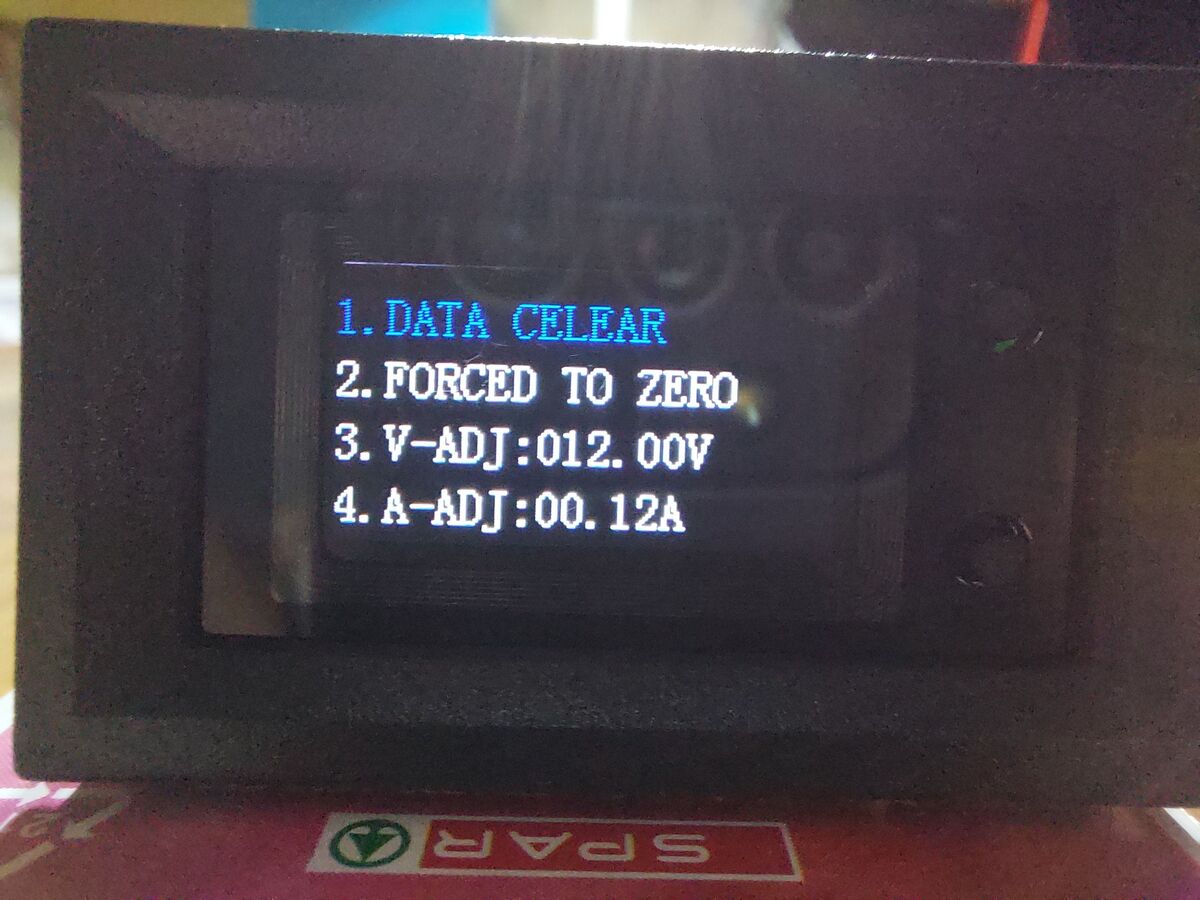 1.DATA CELEAR
2.FORCED TO ZERO
3.V-ADJ:012.00V
4.A-ADJ:00.12A
SPAR